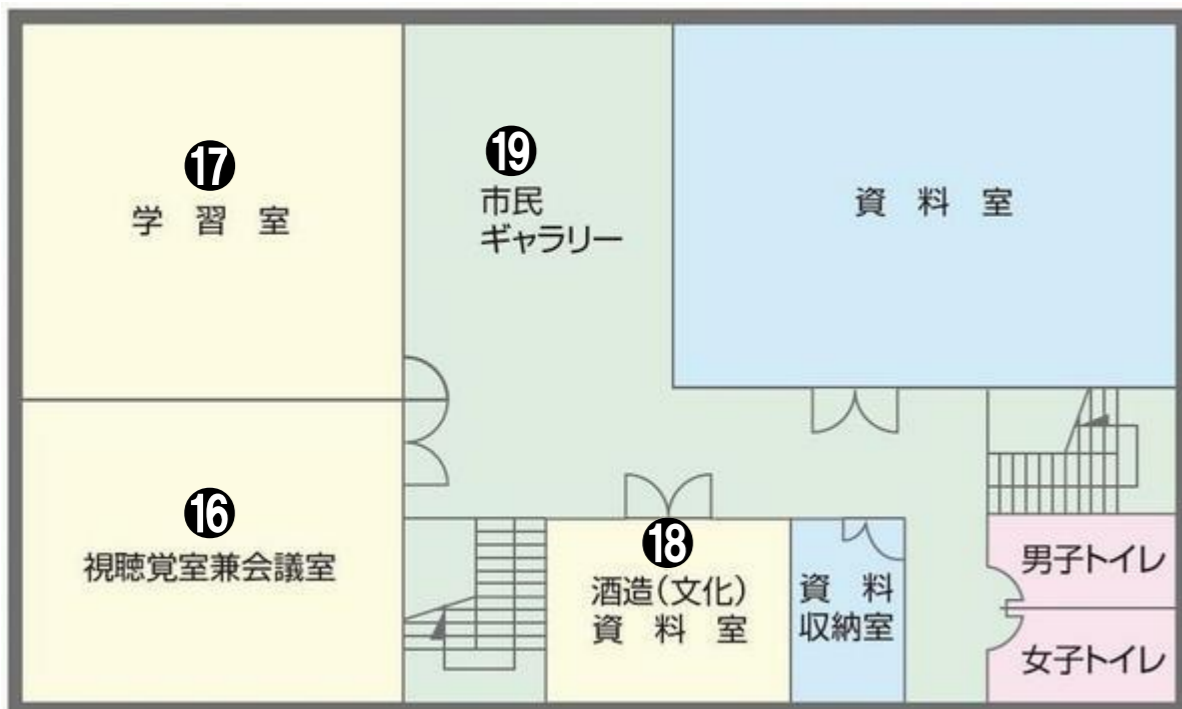 ⓱
学 習 室
⓳
市民
ギャラリー
資 料 室
⓰
視聴覚室兼会議室
⓲
酒造(文化)
資 料 室
資 料
収納室
男子トイレ
女子トイレ